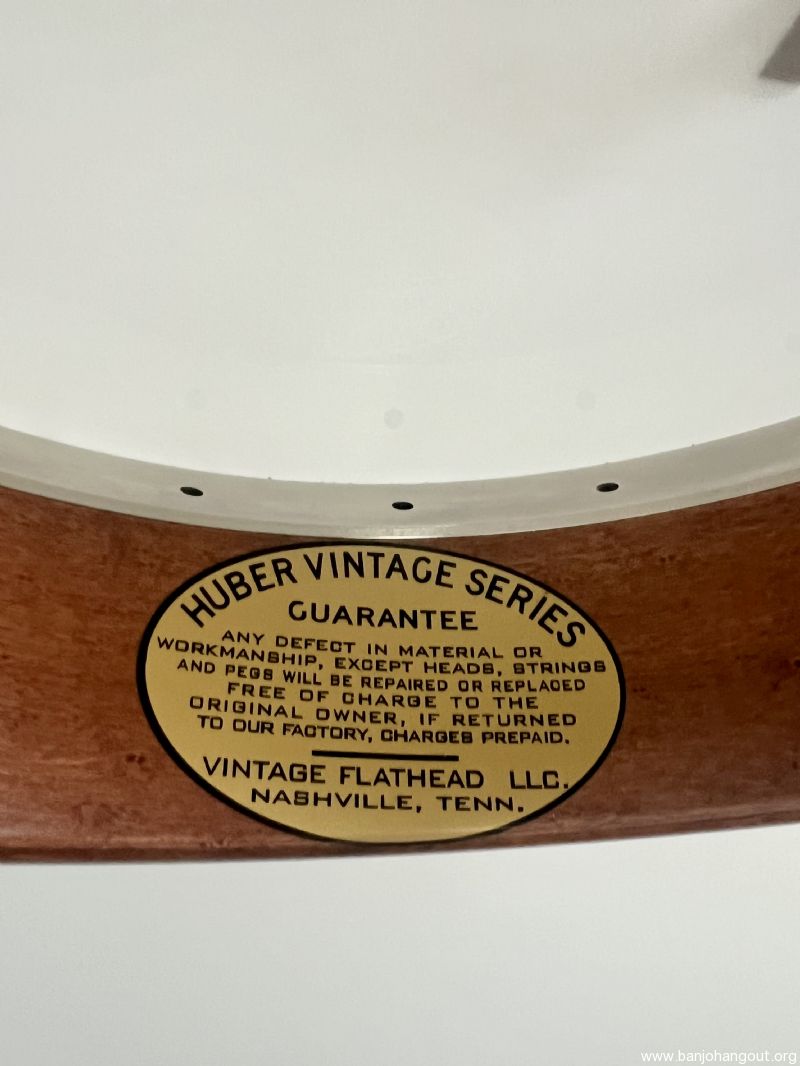 HUBER VINTAGE SERIES
GUARANTEE
ANY DEFECT IN MATERIAL OR
WORKMANSHIP, EXCEPT HEADS, STRINGS
AND PEGS WILL BE REPAIRED OR REPLACED
FREE OF CHARGE TO THE
ORIGINAL OWNER, IF RETURNED
TO OUR FACTORY, CHARGES PREPAID.
VINTAGE FLATHEAD LLC.
NASHVILLE, TENN.
www.banjohangout.org